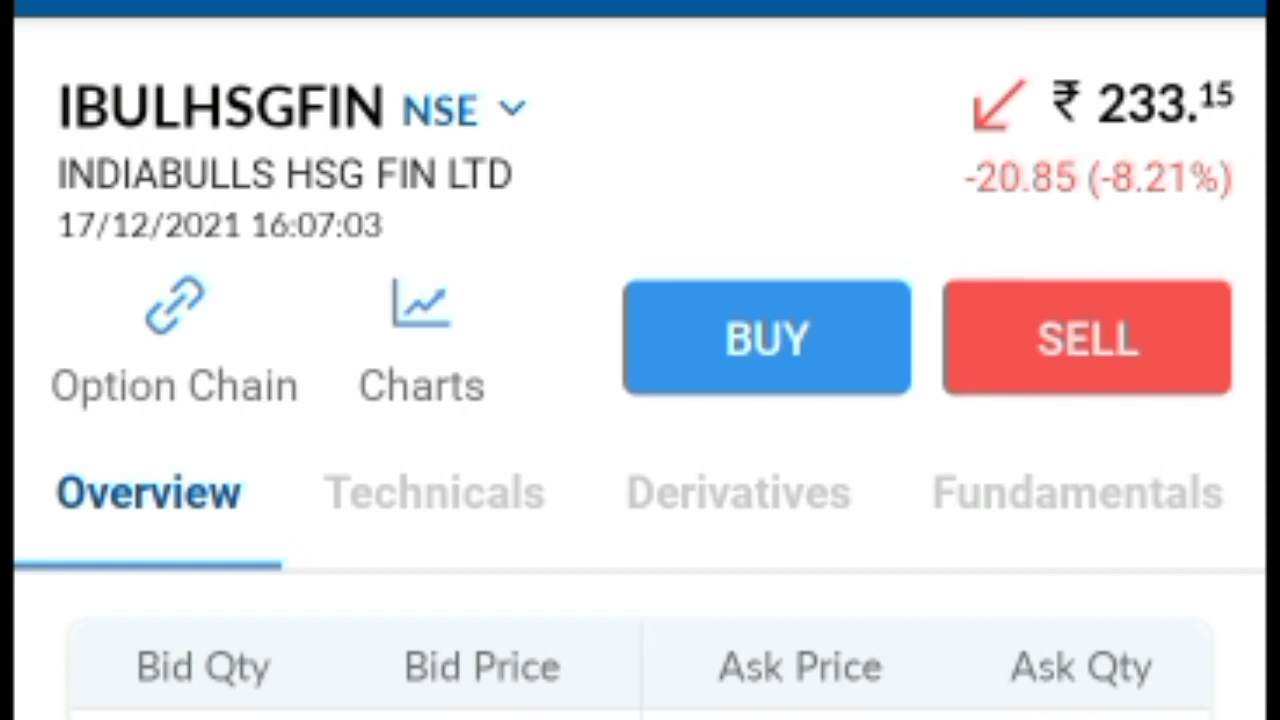 IBULHSGFIN NSE
₹ 233.15
INDIABULLS HSG FIN LTD
-20.85 (-8.21%)
17/12/2021 16:07:03
Option Chain
Charts
BUY
SELL
Overview
Technicals
Derivatives
Fundamentals
Bid Qty
Bid Price
Ask Price
Ask Qty